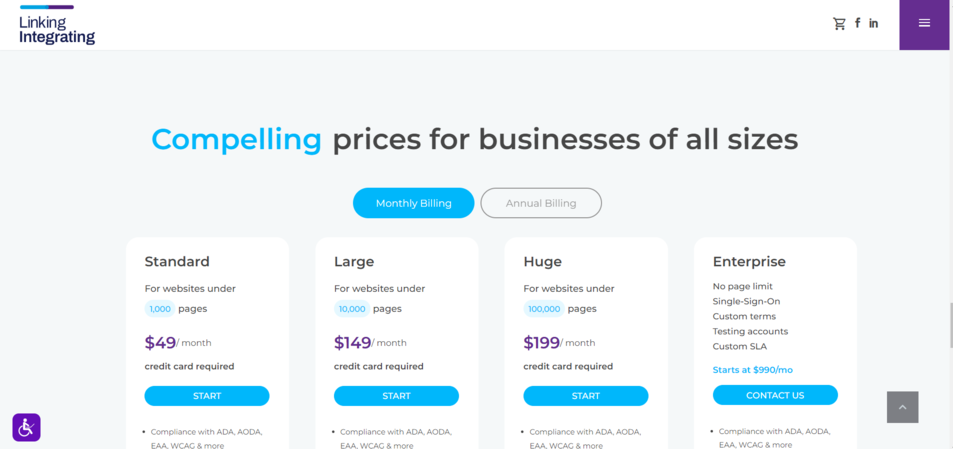 Linking
Integrating
Compelling prices for businesses of all sizes
Monthly Billing
Annual Billing
Standard
For websites under
1,000 pages
$49/ month
credit card required
START
Compliance with ADA, AODA,
EAA, WCAG & more
Large
For websites under
10,000 pages
$149/ month
credit card required
START
Compliance with ADA, AODA,
EAA, WCAG & more
Huge
For websites under
100,000 pages
$199/ month
credit card required
START
Compliance with ADA, AODA,
EAA, WCAG & more
Enterprise
No page limit
Single-Sign-On
Custom terms
Testing accounts
Custom SLA
Starts at $990/mo
CONTACT US
Compliance with ADA, AODA,
EAA, WCAG & more